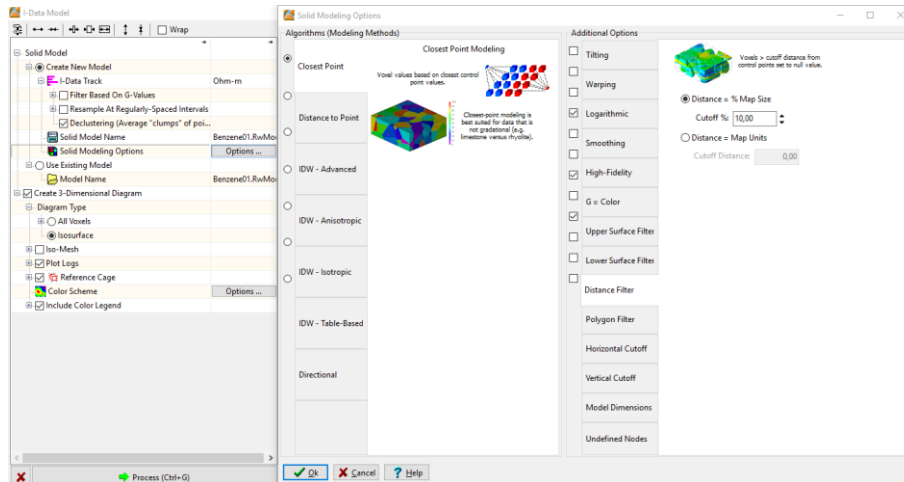 I-Data Model
Wrap
Solid Model
Create New Model
I-Data Track
Ohm-m
Filter Based On G-Values
Resample At Regularly-Spaced Intervals
Declustering (Average "clumps" of poi...
Solid Model Name
Benzene01.RwMo
Solid Modeling Options
Options ...
Use Existing Model
Model Name
Benzene01.RwMo
Create 3-Dimensional Diagram
Diagram Type
All Voxels
Isosurface
Iso-Mesh
Plot Logs
Reference Cage
Color Scheme
Options ...
Include Color Legend
Process (Ctrl+G)
Solid Modeling Options
Algorithms (Modeling Methods)
Closest Point
Distance to Point
IDW - Advanced
IDW - Anisotropic
IDW - Isotropic
IDW - Table-Based
Directional
Closest Point Modeling
Voxel values based on closest control
point values.
Closest-point modeling is
best suited for data that is
not gradational (e.g.
limestone versus rhyolite).
Additional Options
Tilting
Warping
Logarithmic
Smoothing
High-Fidelity
G = Color
Upper Surface Filter
Lower Surface Filter
Distance Filter
Polygon Filter
Horizontal Cutoff
Vertical Cutoff
Model Dimensions
Undefined Nodes
Voxels > cutoff distance from
control points set to null value.
Distance = % Map Size
Cutoff %: 10,00
Distance = Map Units
Cutoff Distance: 0,00
Ok
Cancel
Help